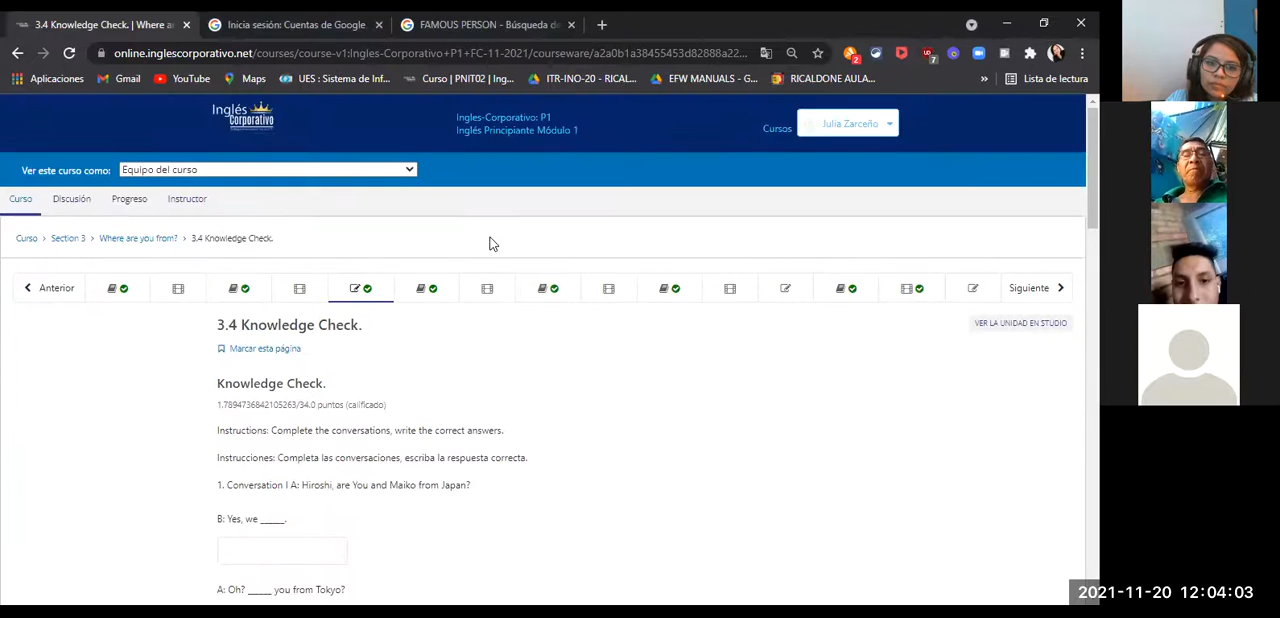 3.4 Knowledge Check. | Where ar
Inicia sesión: Cuentas de Google
FAMOUS PERSON - Búsqueda de
online.inglescorporativo.net/courses/course-v1:Ingles-Corporativo+P1+FC-11-2021/courseware/a2a0b1a38455453d82888a22...
2
7
Aplicaciones
Gmail
YouTube
Maps
UES : Sistema de Inf...
Curso | PNIT02 | Ing...
ITR-INO-20 - RICAL...
EFW MANUALS - G...
RICALDONE AULA...
»
Lista de lectura
Inglés
Corporativo
Ingles-Corporativo: P1
Inglés Principiante Módulo 1
Cursos
Julia Zarceño
Ver este curso como:
Equipo del curso
Curso
Discusión
Progreso
Instructor
Curso > Section 3 > Where are you from? > 3.4 Knowledge Check.
Anterior
Siguiente
3.4 Knowledge Check.
VER LA UNIDAD EN STUDIO
Marcar esta página
Knowledge Check.
1.7894736842105263/34.0 puntos (calificado)
Instructions: Complete the conversations, write the correct answers.
Instrucciones: Completa las conversaciones, escriba la respuesta correcta.
1. Conversation I A: Hiroshi, are You and Maiko from Japan?
B: Yes, we _____.
A: Oh? _____ you from Tokyo?
2021-11-20 12:04:03